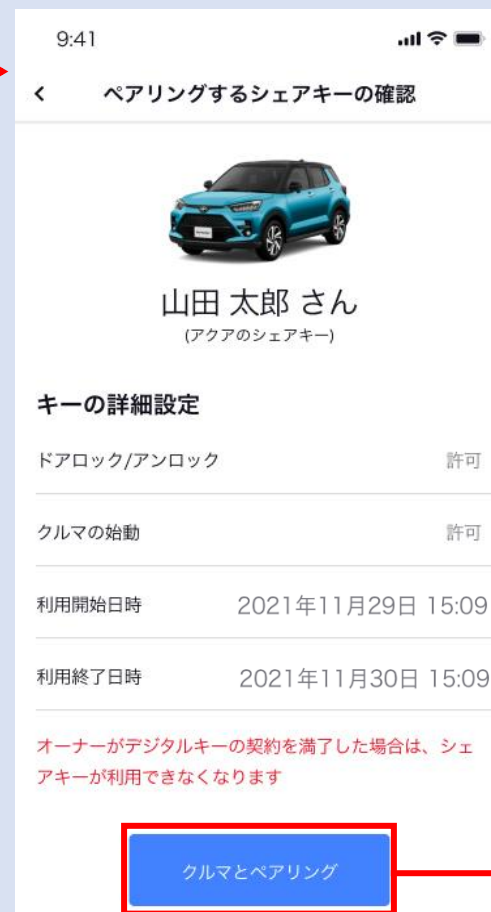 9:41
ペアリングするシェアキーの確認
山田 太郎 さん
(アクアのシェアキー)
キーの詳細設定
ドアロック/アンロック 許可
クルマの始動 許可
利用開始日時 2021年11月29日 15:09
利用終了日時 2021年11月30日 15:09
オーナーがデジタルキーの契約を満了した場合は、シェ
アキーが利用できなくなります
クルマとペアリング